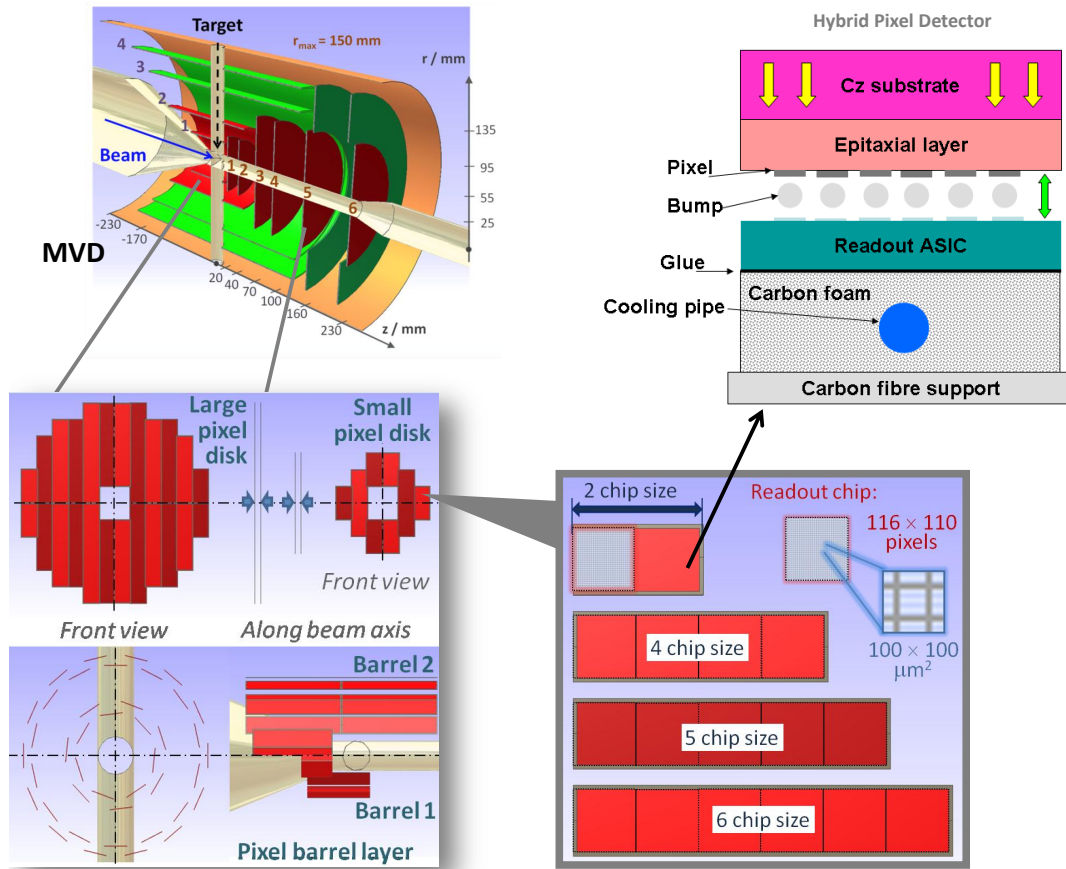 Target
r max = 150 mm
r / mm
4
3
2
1
Beam
135
95
55
25
1
2
3
4
5
6
MVD
-230
-170
20
40
70
100
160
230
z / mm
Hybrid Pixel Detector
Cz substrate
Epitaxial layer
Pixel
Bump
Readout ASIC
Glue
Carbon foam
Cooling pipe
Carbon fibre support
Large
pixel
disk
Small
pixel disk
Front view
Front view
Along beam axis
Barrel 2
Barrel 1
Pixel barrel layer
2 chip size
Readout chip:
116 × 110
pixels
100 × 100
μm²
4 chip size
5 chip size
6 chip size